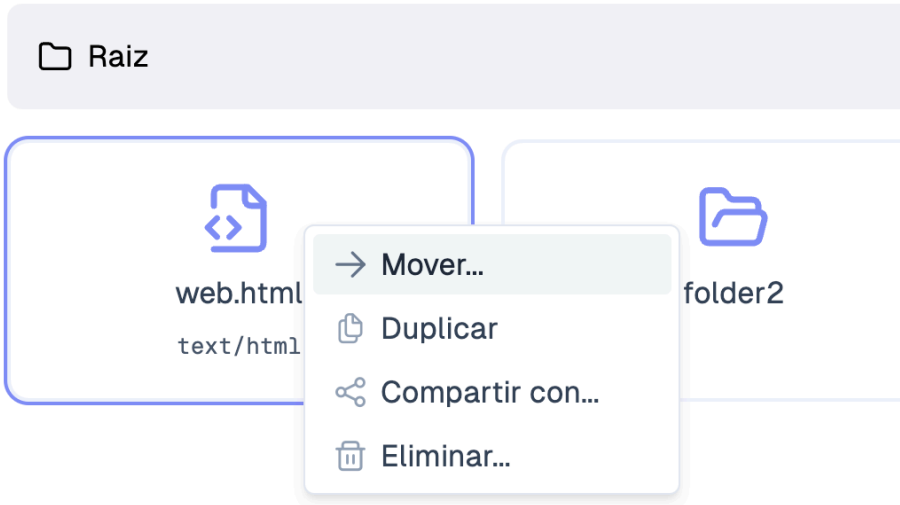 Raiz
web.html
folder2
text/html
Mover...
Duplicar
Compartir con...
Eliminar...